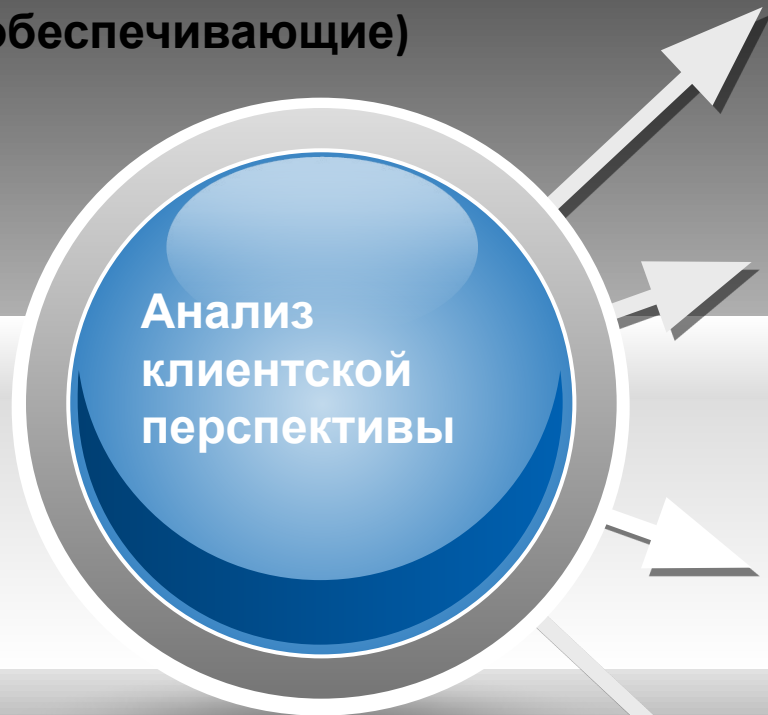 обеспечивающие)
Анализ
клиентской
перспективы